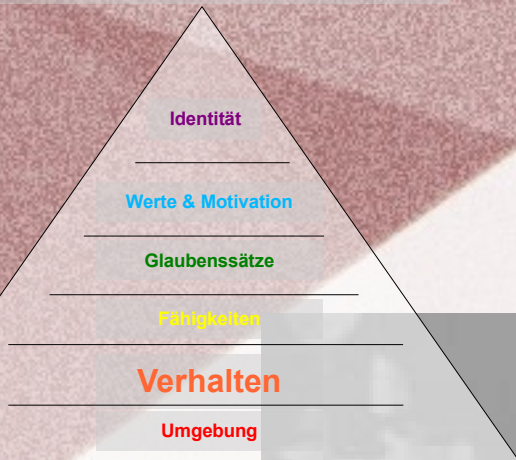 Identität
Werte & Motivation
Glaubenssätze
Fähigkeiten
Verhalten
Umgebung